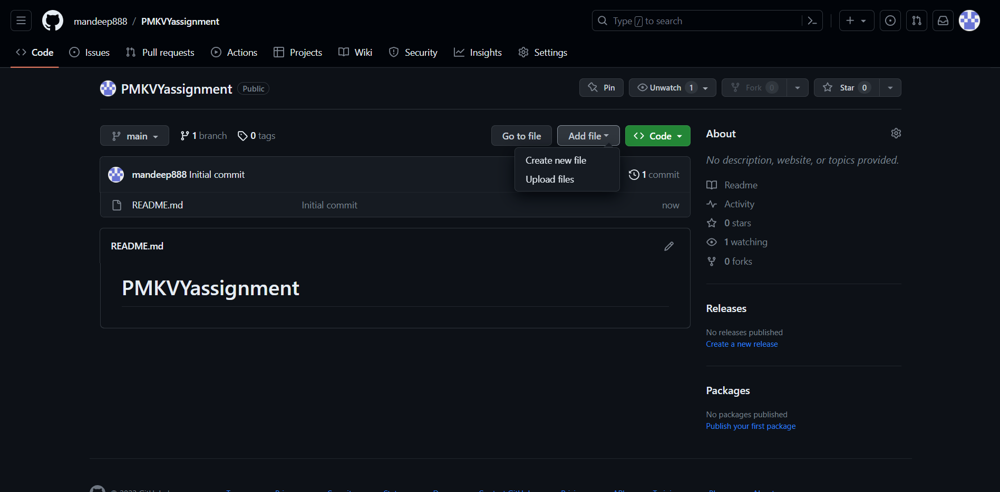 mandeep888 / PMKVYassignment
Type / to search
Code Issues Pull requests Actions Projects Wiki Security Insights Settings
PMKVYassignment Public
Pin Unwatch 1 Fork 0 Star 0
main 1 branch 0 tags
Go to file Add file Code
Create new file
Upload files
mandeep888 Initial commit
1 commit
README.md Initial commit now
README.md
PMKVYassignment
About
No description, website, or topics provided.
Readme
Activity
0 stars
1 watching
0 forks
Releases
No releases published
Create a new release
Packages
No packages published
Publish your first package